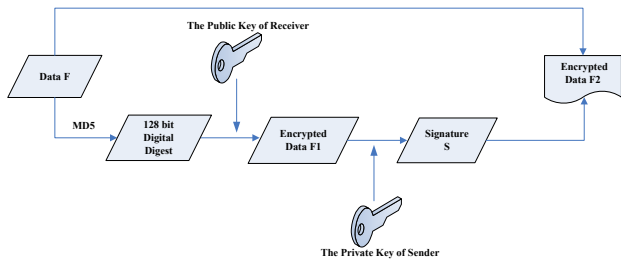 The Public Key of Receiver
Data F
Encrypted
Data F2
MD5
128 bit
Digital
Digest
Encrypted
Data F1
Signature
S
The Private Key of Sender